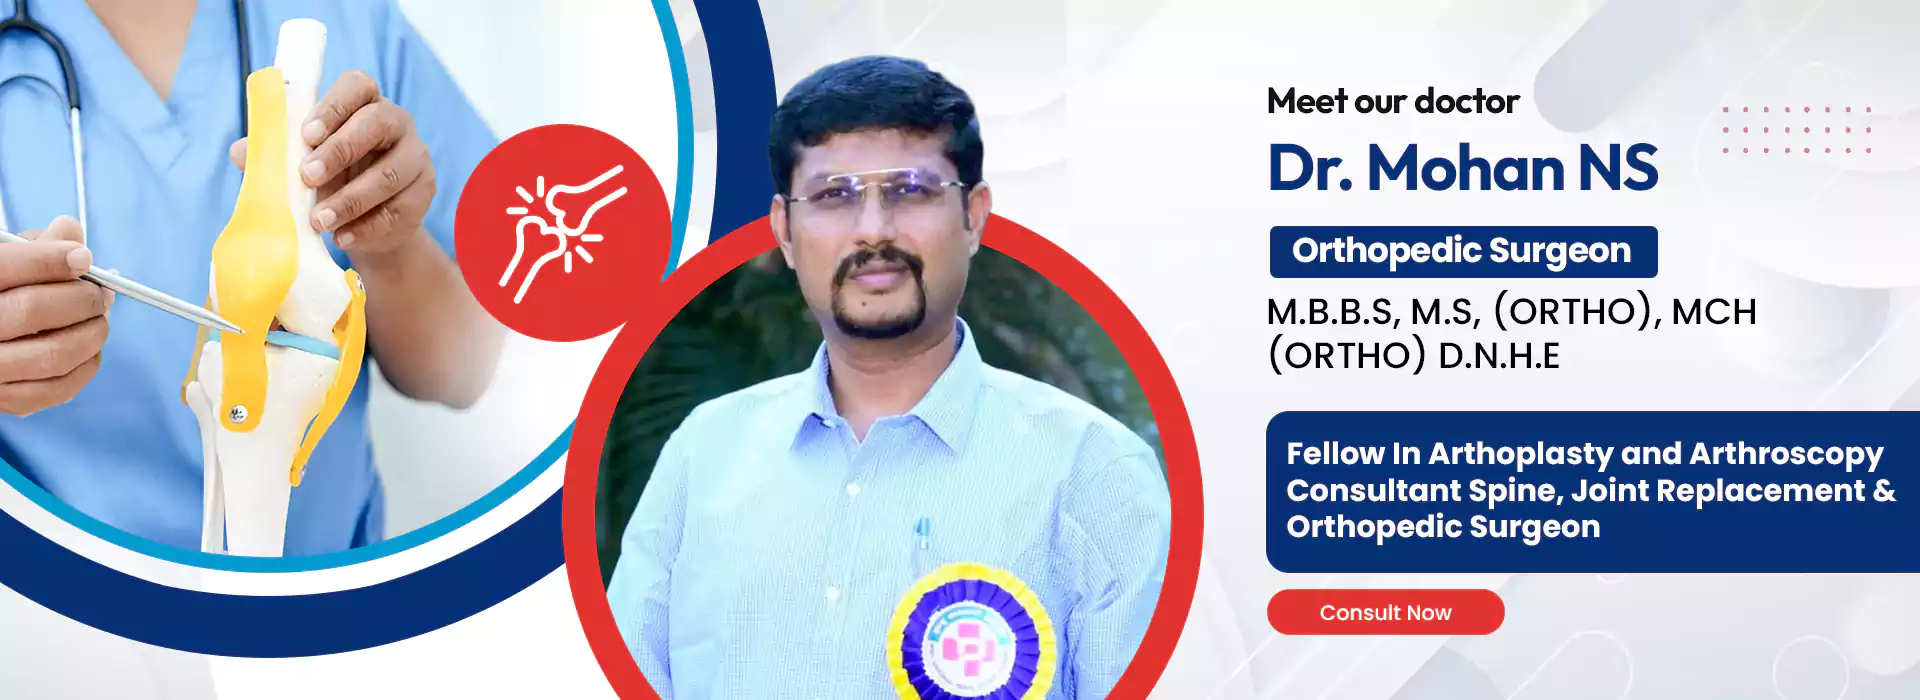 Meet our doctor
Dr. Mohan NS
Orthopedic Surgeon
M.B.B.S, M.S, (ORTHO), MCH
(ORTHO) D.N.H.E
Fellow In Arthoplasty and Arthroscopy
Consultant Spine, Joint Replacement &
Orthopedic Surgeon
Consult Now